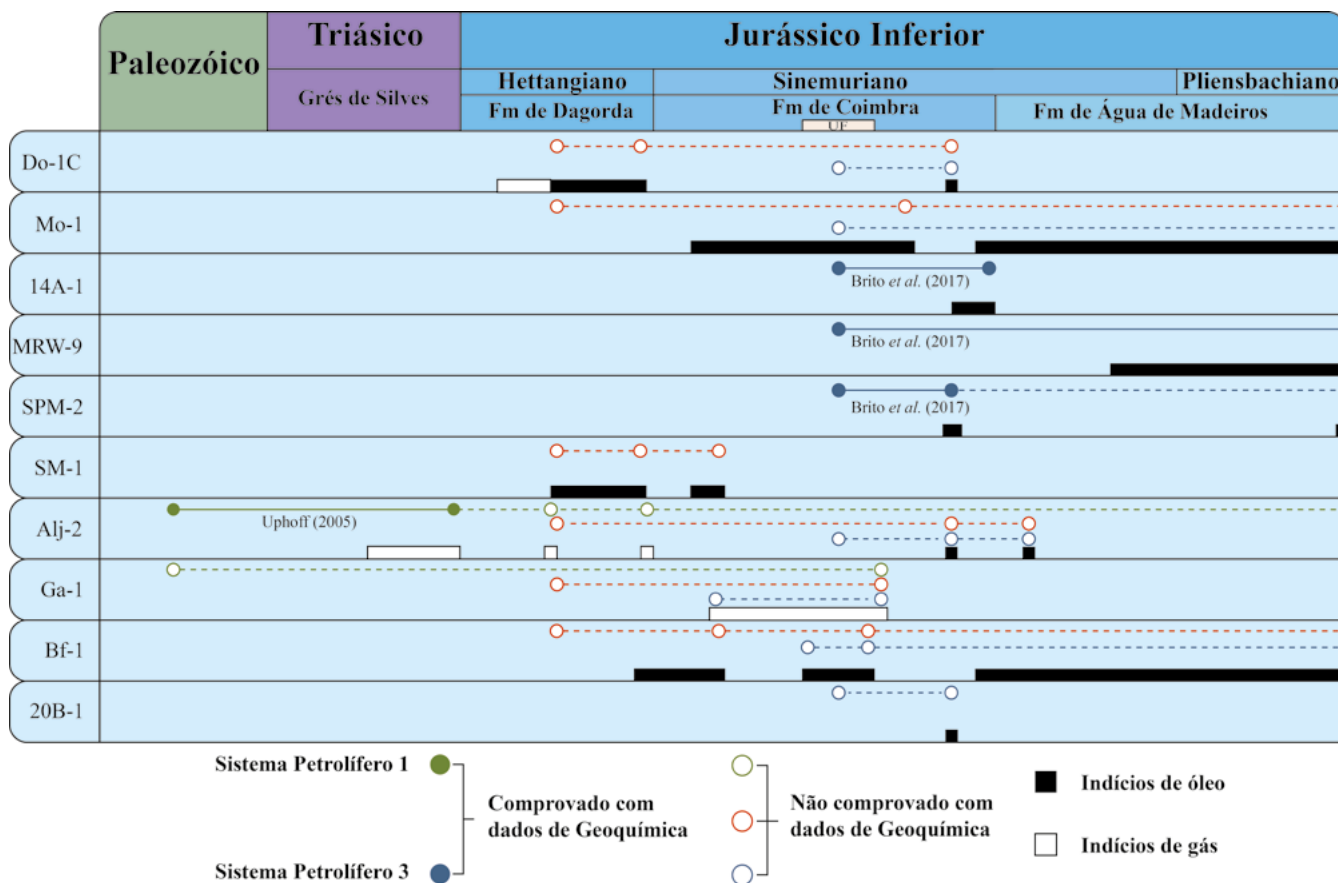 Paleozóico
Triásico
Jurássico Inferior
Grés de Silves
Hettangiano
Sinemuriano
Pliensbachiano
Fm de Dagorda
Fm de Coimbra
Fm de Água de Madeiros
UF
Do-1C
Mo-1
14A-1
Brito et al. (2017)
MRW-9
Brito et al. (2017)
SPM-2
Brito et al. (2017)
SM-1
Alj-2
Uphoff (2005)
Ga-1
Bf-1
20B-1
Sistema Petrolífero 1
Comprovado com
dados de Geoquímica
Sistema Petrolífero 3
Não comprovado com
dados de Geoquímica
Indícios de óleo
Indícios de gás